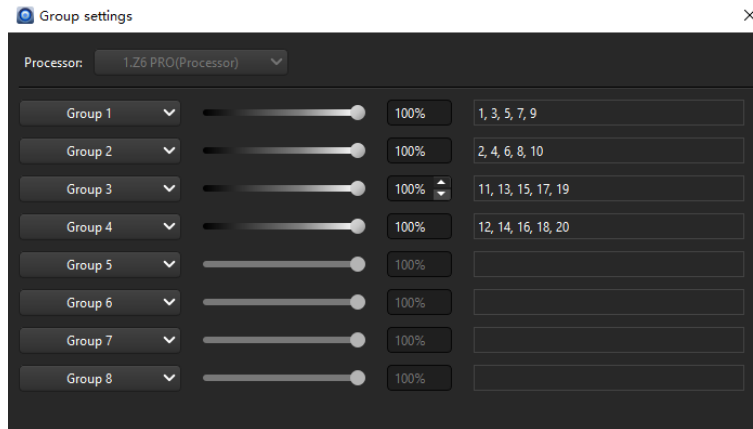 Group settings
Processor: 1.Z6 PRO(Processor)
Group 1 100% 1, 3, 5, 7, 9
Group 2 100% 2, 4, 6, 8, 10
Group 3 100% 11, 13, 15, 17, 19
Group 4 100% 12, 14, 16, 18, 20
Group 5 100%
Group 6 100%
Group 7 100%
Group 8 100%